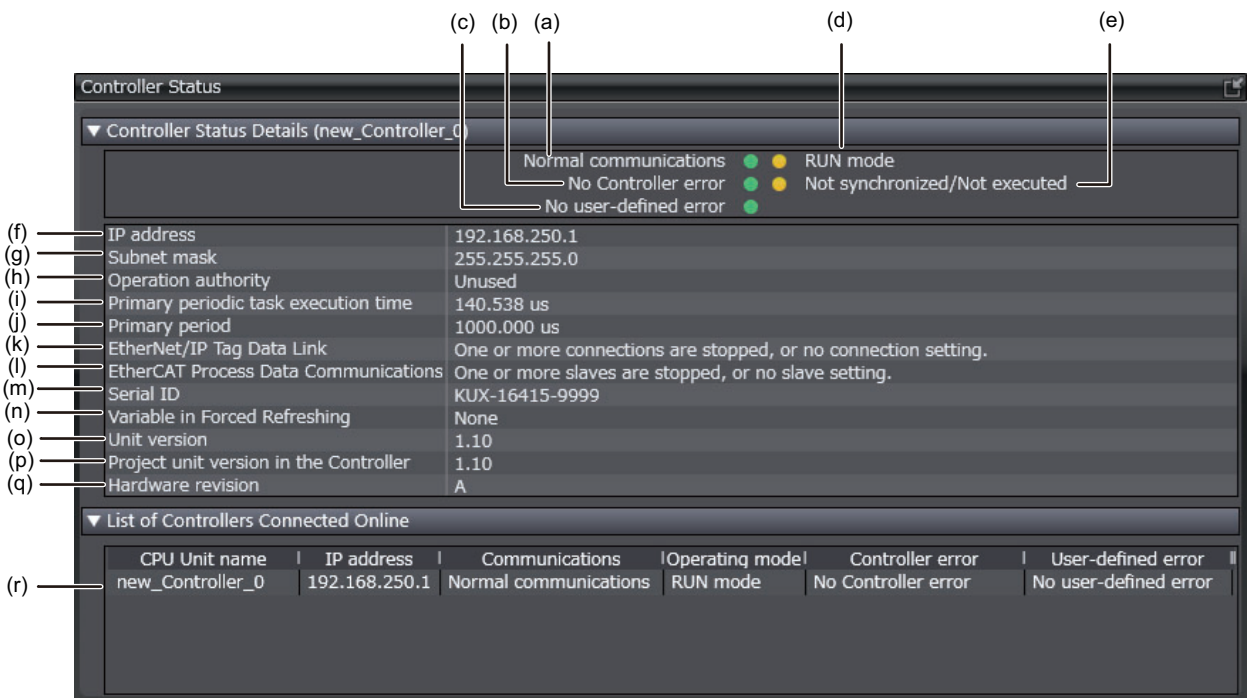 (c) (b) (a) (d) (e)
Controller Status
Controller Status Details (new_Controller_0)
Normal communications RUN mode
No Controller error Not synchronized/Not executed
No user-defined error
(f) IP address 192.168.250.1
(g) Subnet mask 255.255.255.0
(h) Operation authority Unused
(i) Primary periodic task execution time 140.538 us
(j) Primary period 1000.000 us
(k) EtherNet/IP Tag Data Link One or more connections are stopped, or no connection setting.
(l) EtherCAT Process Data Communications One or more slaves are stopped, or no slave setting.
(m) Serial ID KUX-16415-9999
(n) Variable in Forced Refreshing None
(o) Unit version 1.10
(p) Project unit version in the Controller 1.10
(q) Hardware revision A
List of Controllers Connected Online
CPU Unit name IP address Communications Operating mode Controller error User-defined error
(r) new_Controller_0 192.168.250.1 Normal communications RUN mode No Controller error No user-defined error